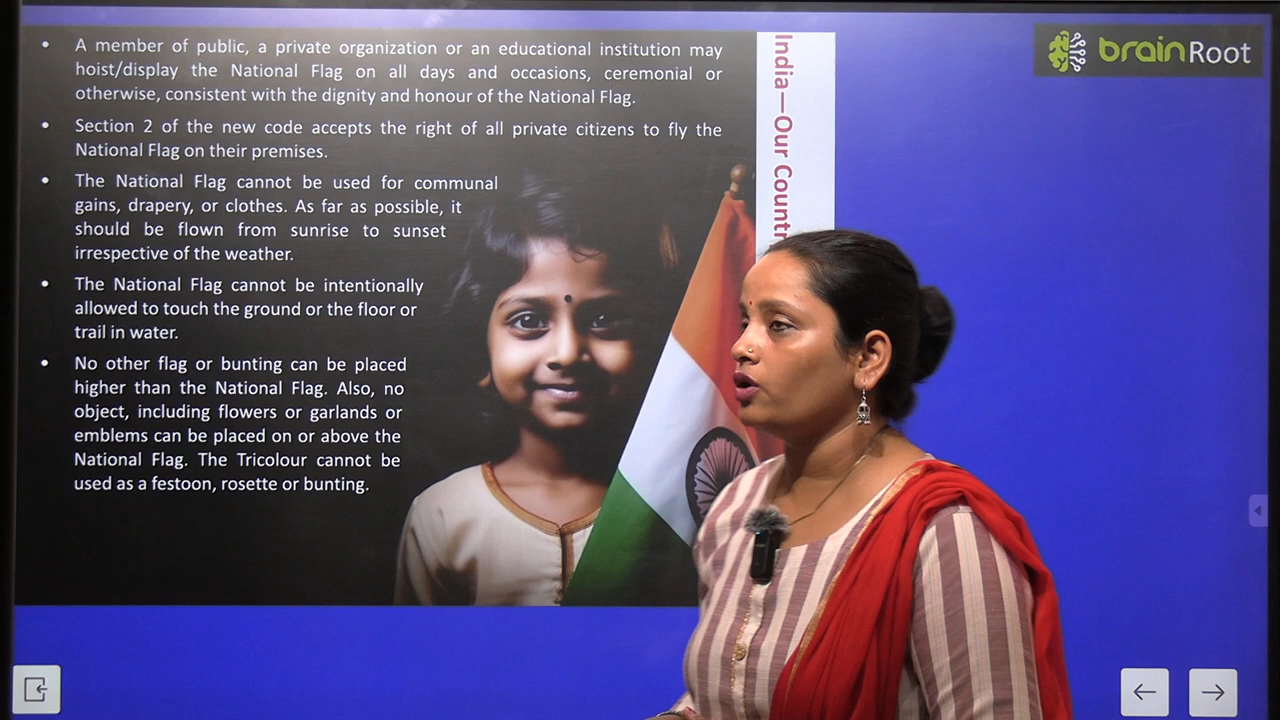 • A member of public, a private organization or an educational institution may
hoist/display the National Flag on all days and occasions, ceremonial or
otherwise, consistent with the dignity and honour of the National Flag.
• Section 2 of the new code accepts the right of all private citizens to fly the
National Flag on their premises.
• The National Flag cannot be used for communal
gains, drapery, or clothes. As far as possible, it
should be flown from sunrise to sunset
irrespective of the weather.
• The National Flag cannot be intentionally
allowed to touch the ground or the floor or
trail in water.
• No other flag or bunting can be placed
higher than the National Flag. Also, no
object, including flowers or garlands or
emblems can be placed on or above the
National Flag. The Tricolour cannot be
used as a festoon, rosette or bunting.
India—Our Countr
brainRoot